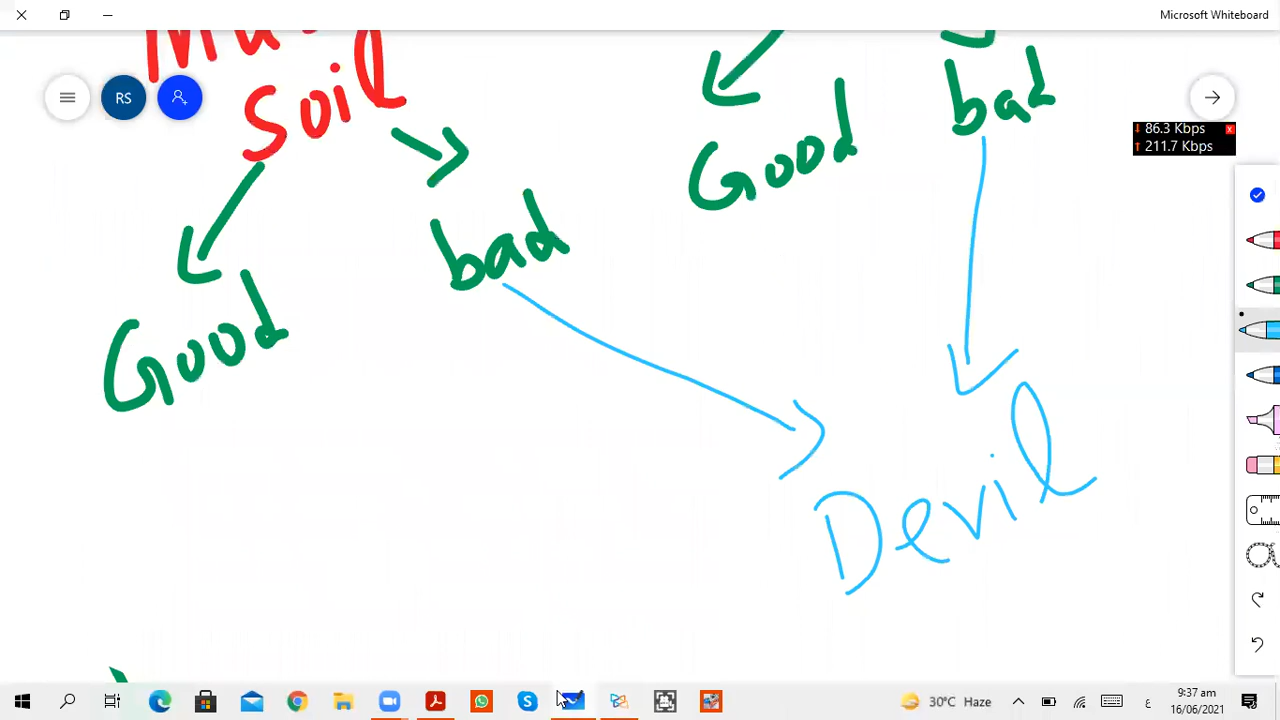 Microsoft Whiteboard
Soil
bad
Good
RS
86.3 Kbps
x
211.7 Kbps
bad
Good
Devil
30°C Haze
9:37 am
16/06/2021